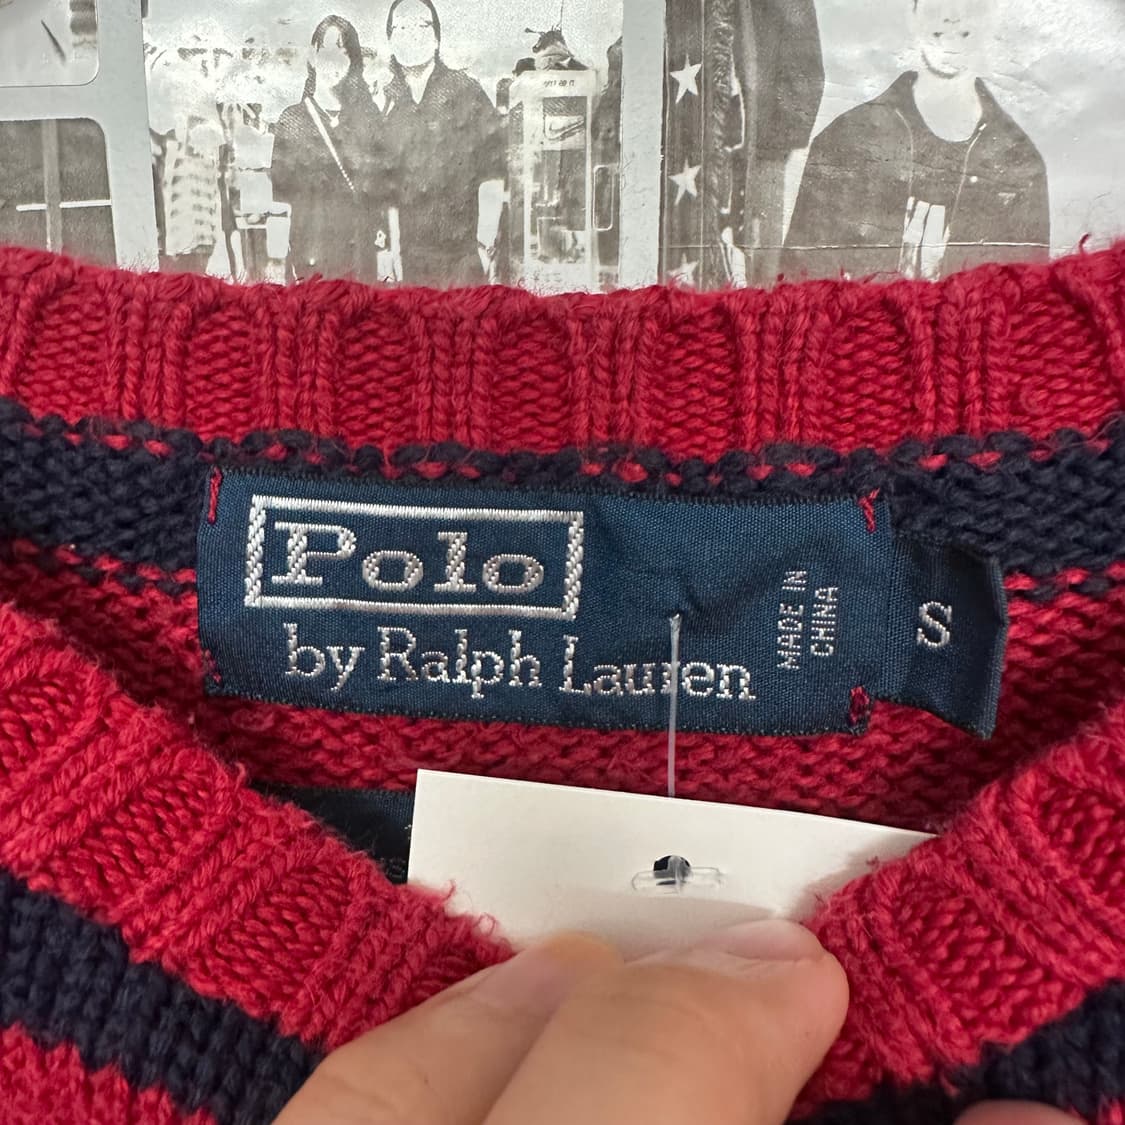 Polo
by Ralph Lauren
MADE IN
CHINA
S